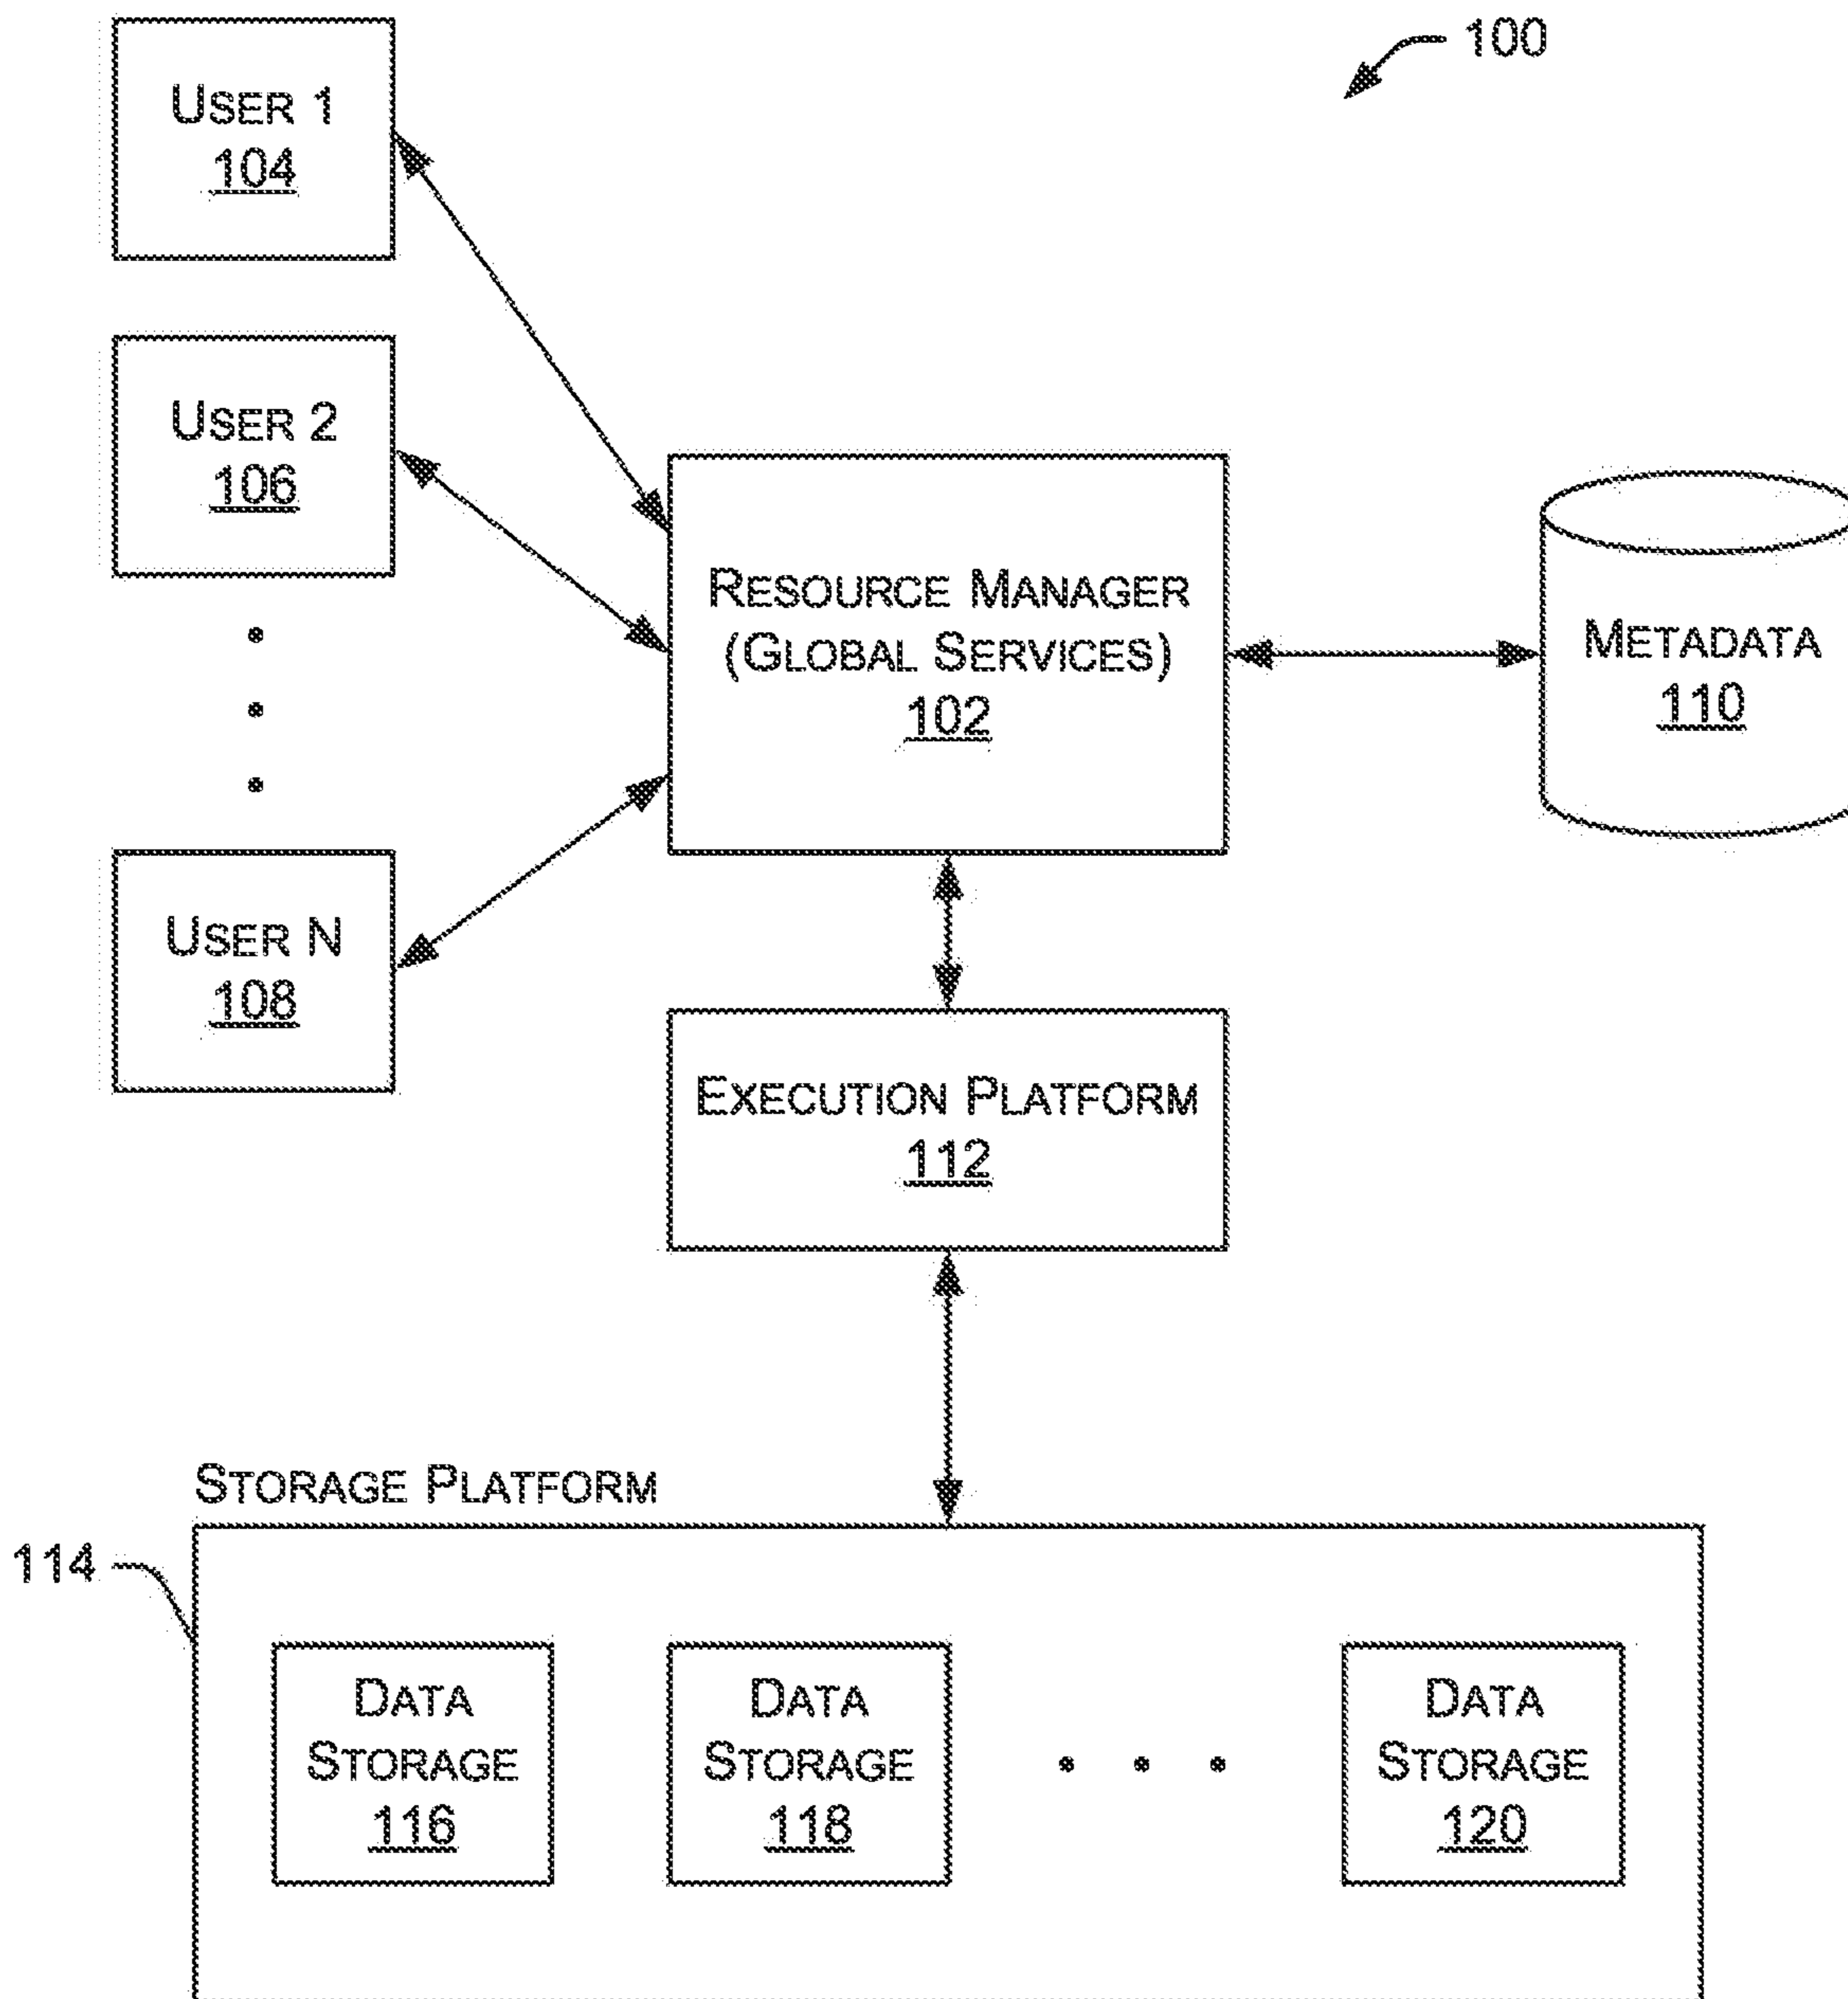 100
USER 1
104
USER 2
106
RESOURCE MANAGER
(GLOBAL SERVICES)
102
METADATA
110
USER N
108
EXECUTION PLATFORM
112
STORAGE PLATFORM
114
DATA
STORAGE
116
DATA
STORAGE
118
DATA
STORAGE
120